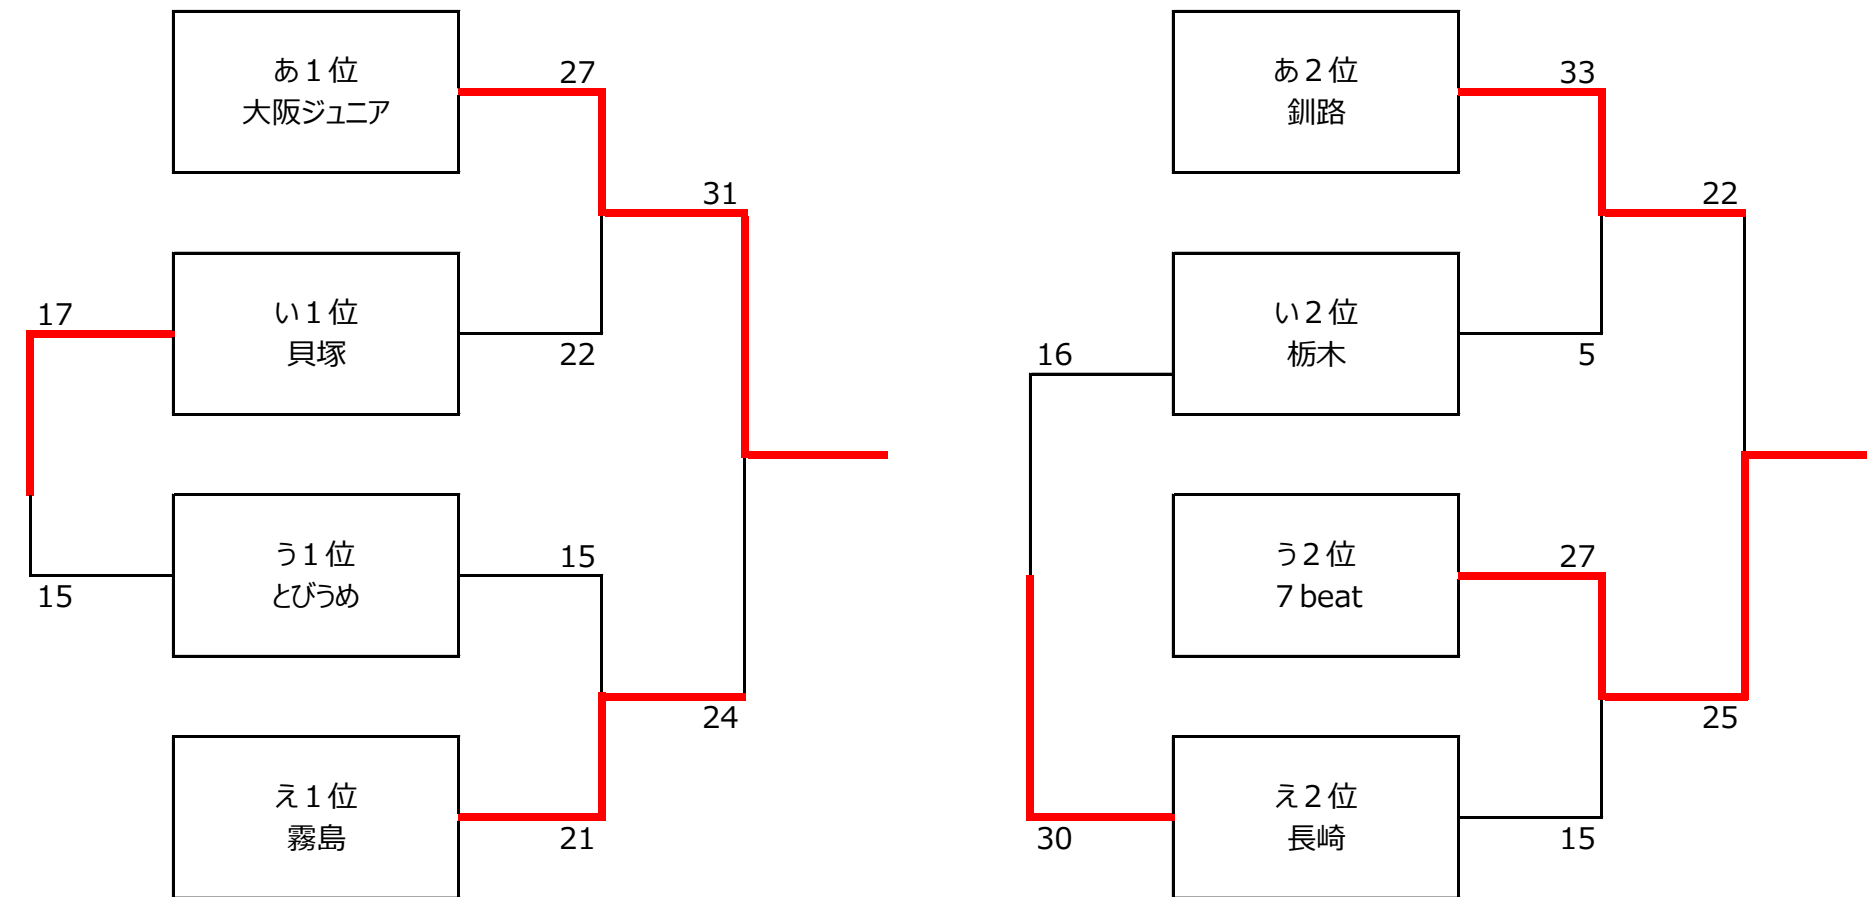 あ１位
大阪ジュニア
27
31
い１位
貝塚
17
22
う１位
とびうめ
15
15
24
え１位
霧島
21
あ２位
釧路
33
22
い２位
栃木
16
5
う２位
７beat
27
25
え２位
長崎
30
15